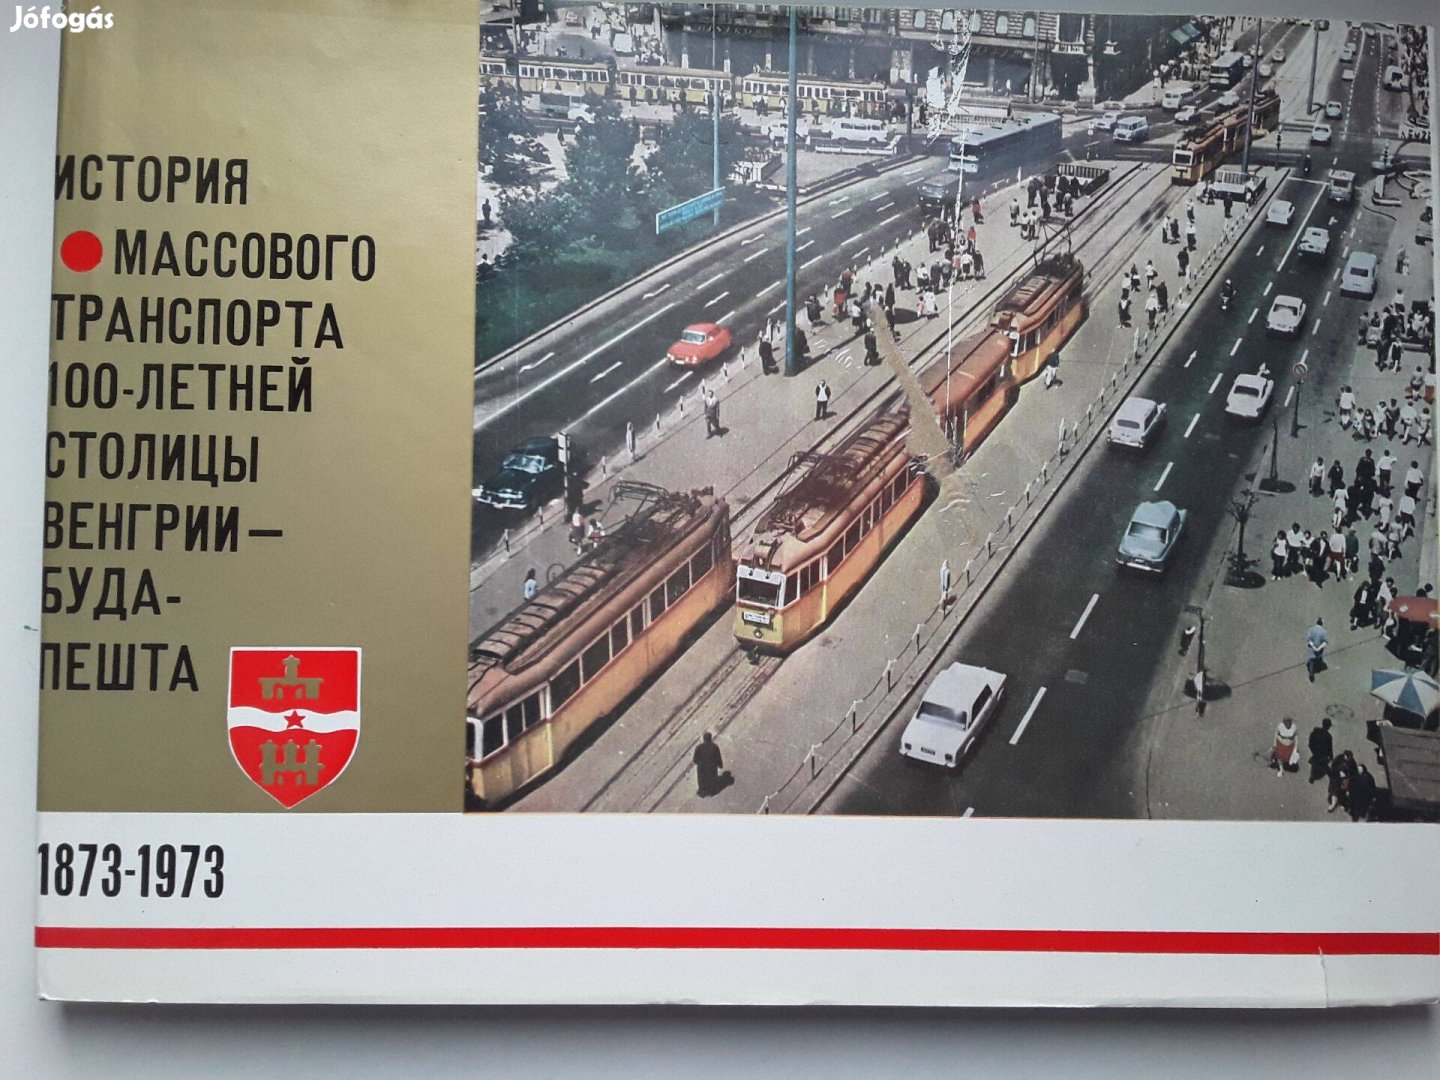 Jófogás
ИСТОРИЯ
МАССОВОГО
ТРАНСПОРТА
100-ЛЕТНЕЙ
СТОЛИЦЫ
ВЕНГРИИ–
БУДА-
ПЕШТА
1873-1973